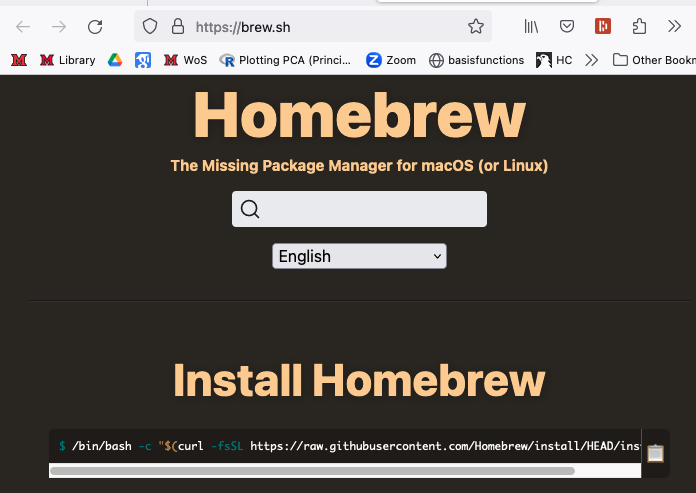 https://brew.sh
M M Library WoS Plotting PCA (Princi... Zoom basisfunctions HC Other Bookm
Homebrew
The Missing Package Manager for macOS (or Linux)
English
Install Homebrew
$ /bin/bash -c "$(curl -fsSL https://raw.githubusercontent.com/Homebrew/install/HEAD/ins